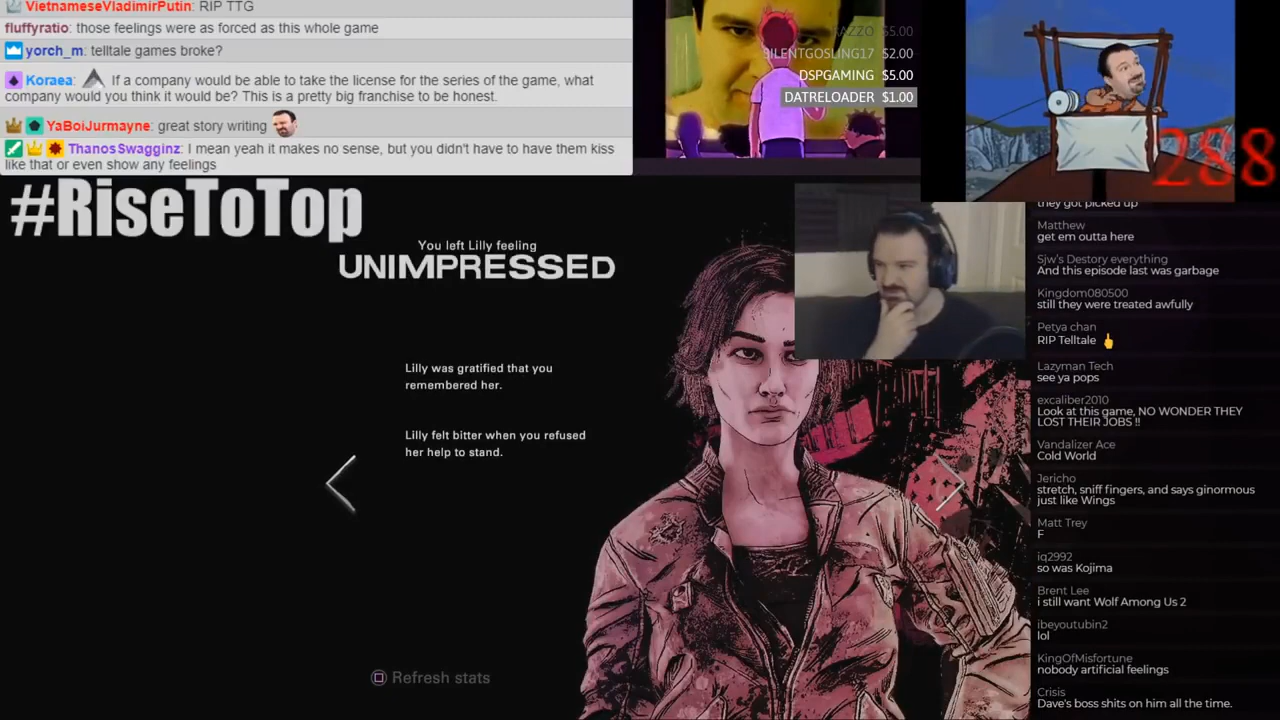 VietnameseVladimirPutin: RIP TTG
fluffyratio: those feelings were as forced as this whole game
yorch_m: telltale games broke?
Koraea: If a company would be able to take the license for the series of the game, what
company would you think it would be? This is a pretty big franchise to be honest.
YaBoiJurmayne: great story writing
ThanosSwagginz: I mean yeah it makes no sense, but you didn't have to have them kiss
like that or even show any feelings
RAZZO $5.00
SILENTGOSLING17 $2.00
DSPGAMING $5.00
DATRELOADER $1.00
288
#RiseToTop
You left Lilly feeling
UNIMPRESSED
Lilly was gratified that you
remembered her.
Lilly felt bitter when you refused
her help to stand.
Refresh stats
they got picked up
Matthew
get em outta here
Sjw's Destory everything
And this episode last was garbage
Kingdom080500
still they were treated awfully
Petya chan
RIP Telltale 🖕
Lazyman Tech
see ya pops
excaliber2010
Look at this game, NO WONDER THEY
LOST THEIR JOBS !!
Vandalizer Ace
Cold World
Jericho
stretch, sniff fingers, and says ginormous
just like Wings
Matt Trey
F
iq2992
so was Kojima
Brent Lee
i still want Wolf Among Us 2
ibeyoutubin2
lol
KingOfMisfortune
nobody artificial feelings
Crisis
Dave's boss shits on him all the time.